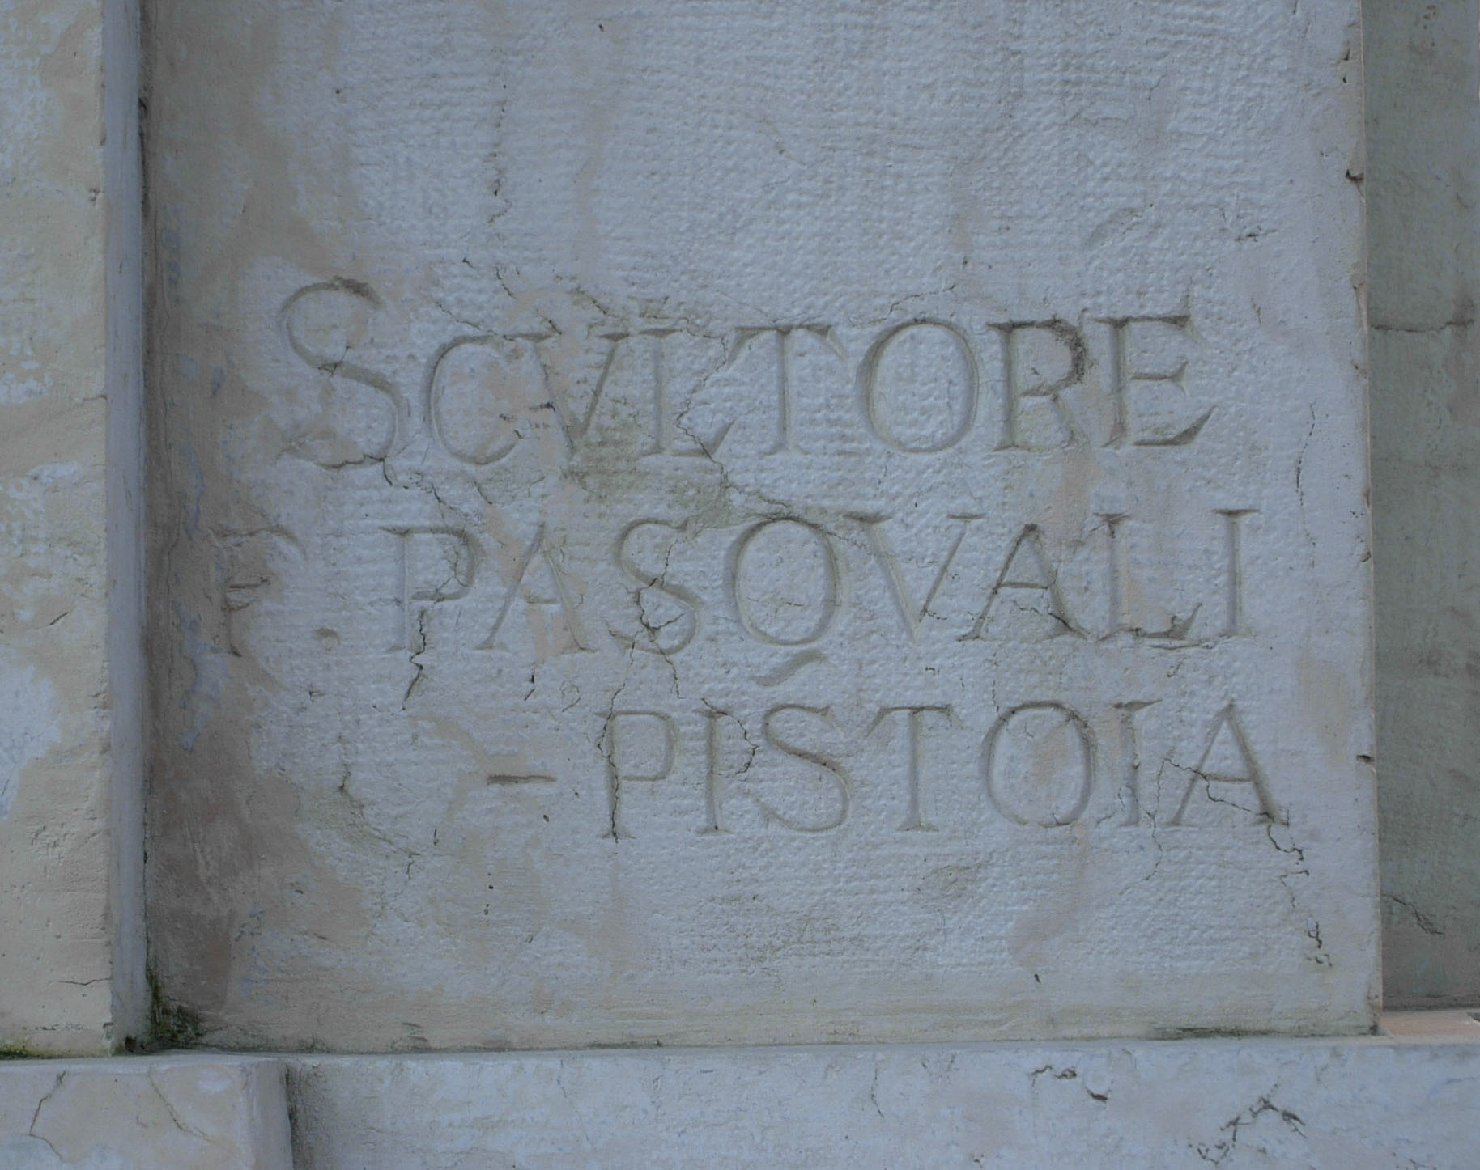 SCVLTORE
F. PASQVALI
- PISTOIA